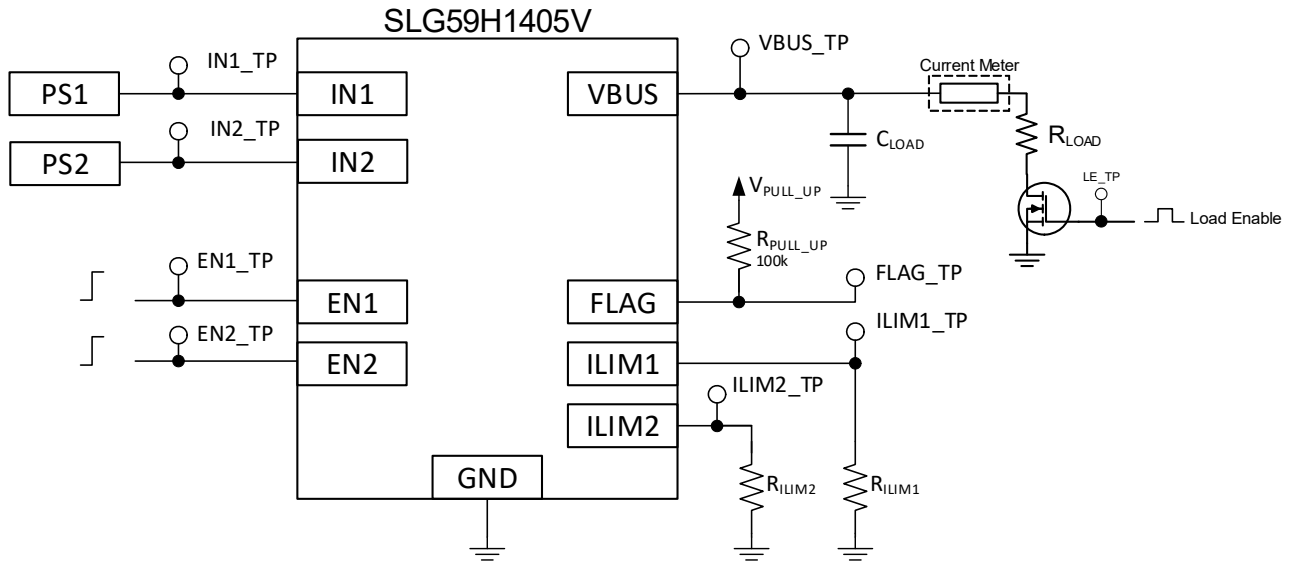 SLG59H1405V
IN1_TP
VBUS_TP
Current Meter
PS1
IN1
VBUS
IN2_TP
PS2
IN2
CLOAD
RLOAD
LE_TP
Load Enable
VPULL_UP
RPULL_UP
100k
EN1_TP
EN1
FLAG
FLAG_TP
EN2_TP
EN2
ILIM1
ILIM1_TP
ILIM2
ILIM2_TP
GND
RILIM2
RILIM1